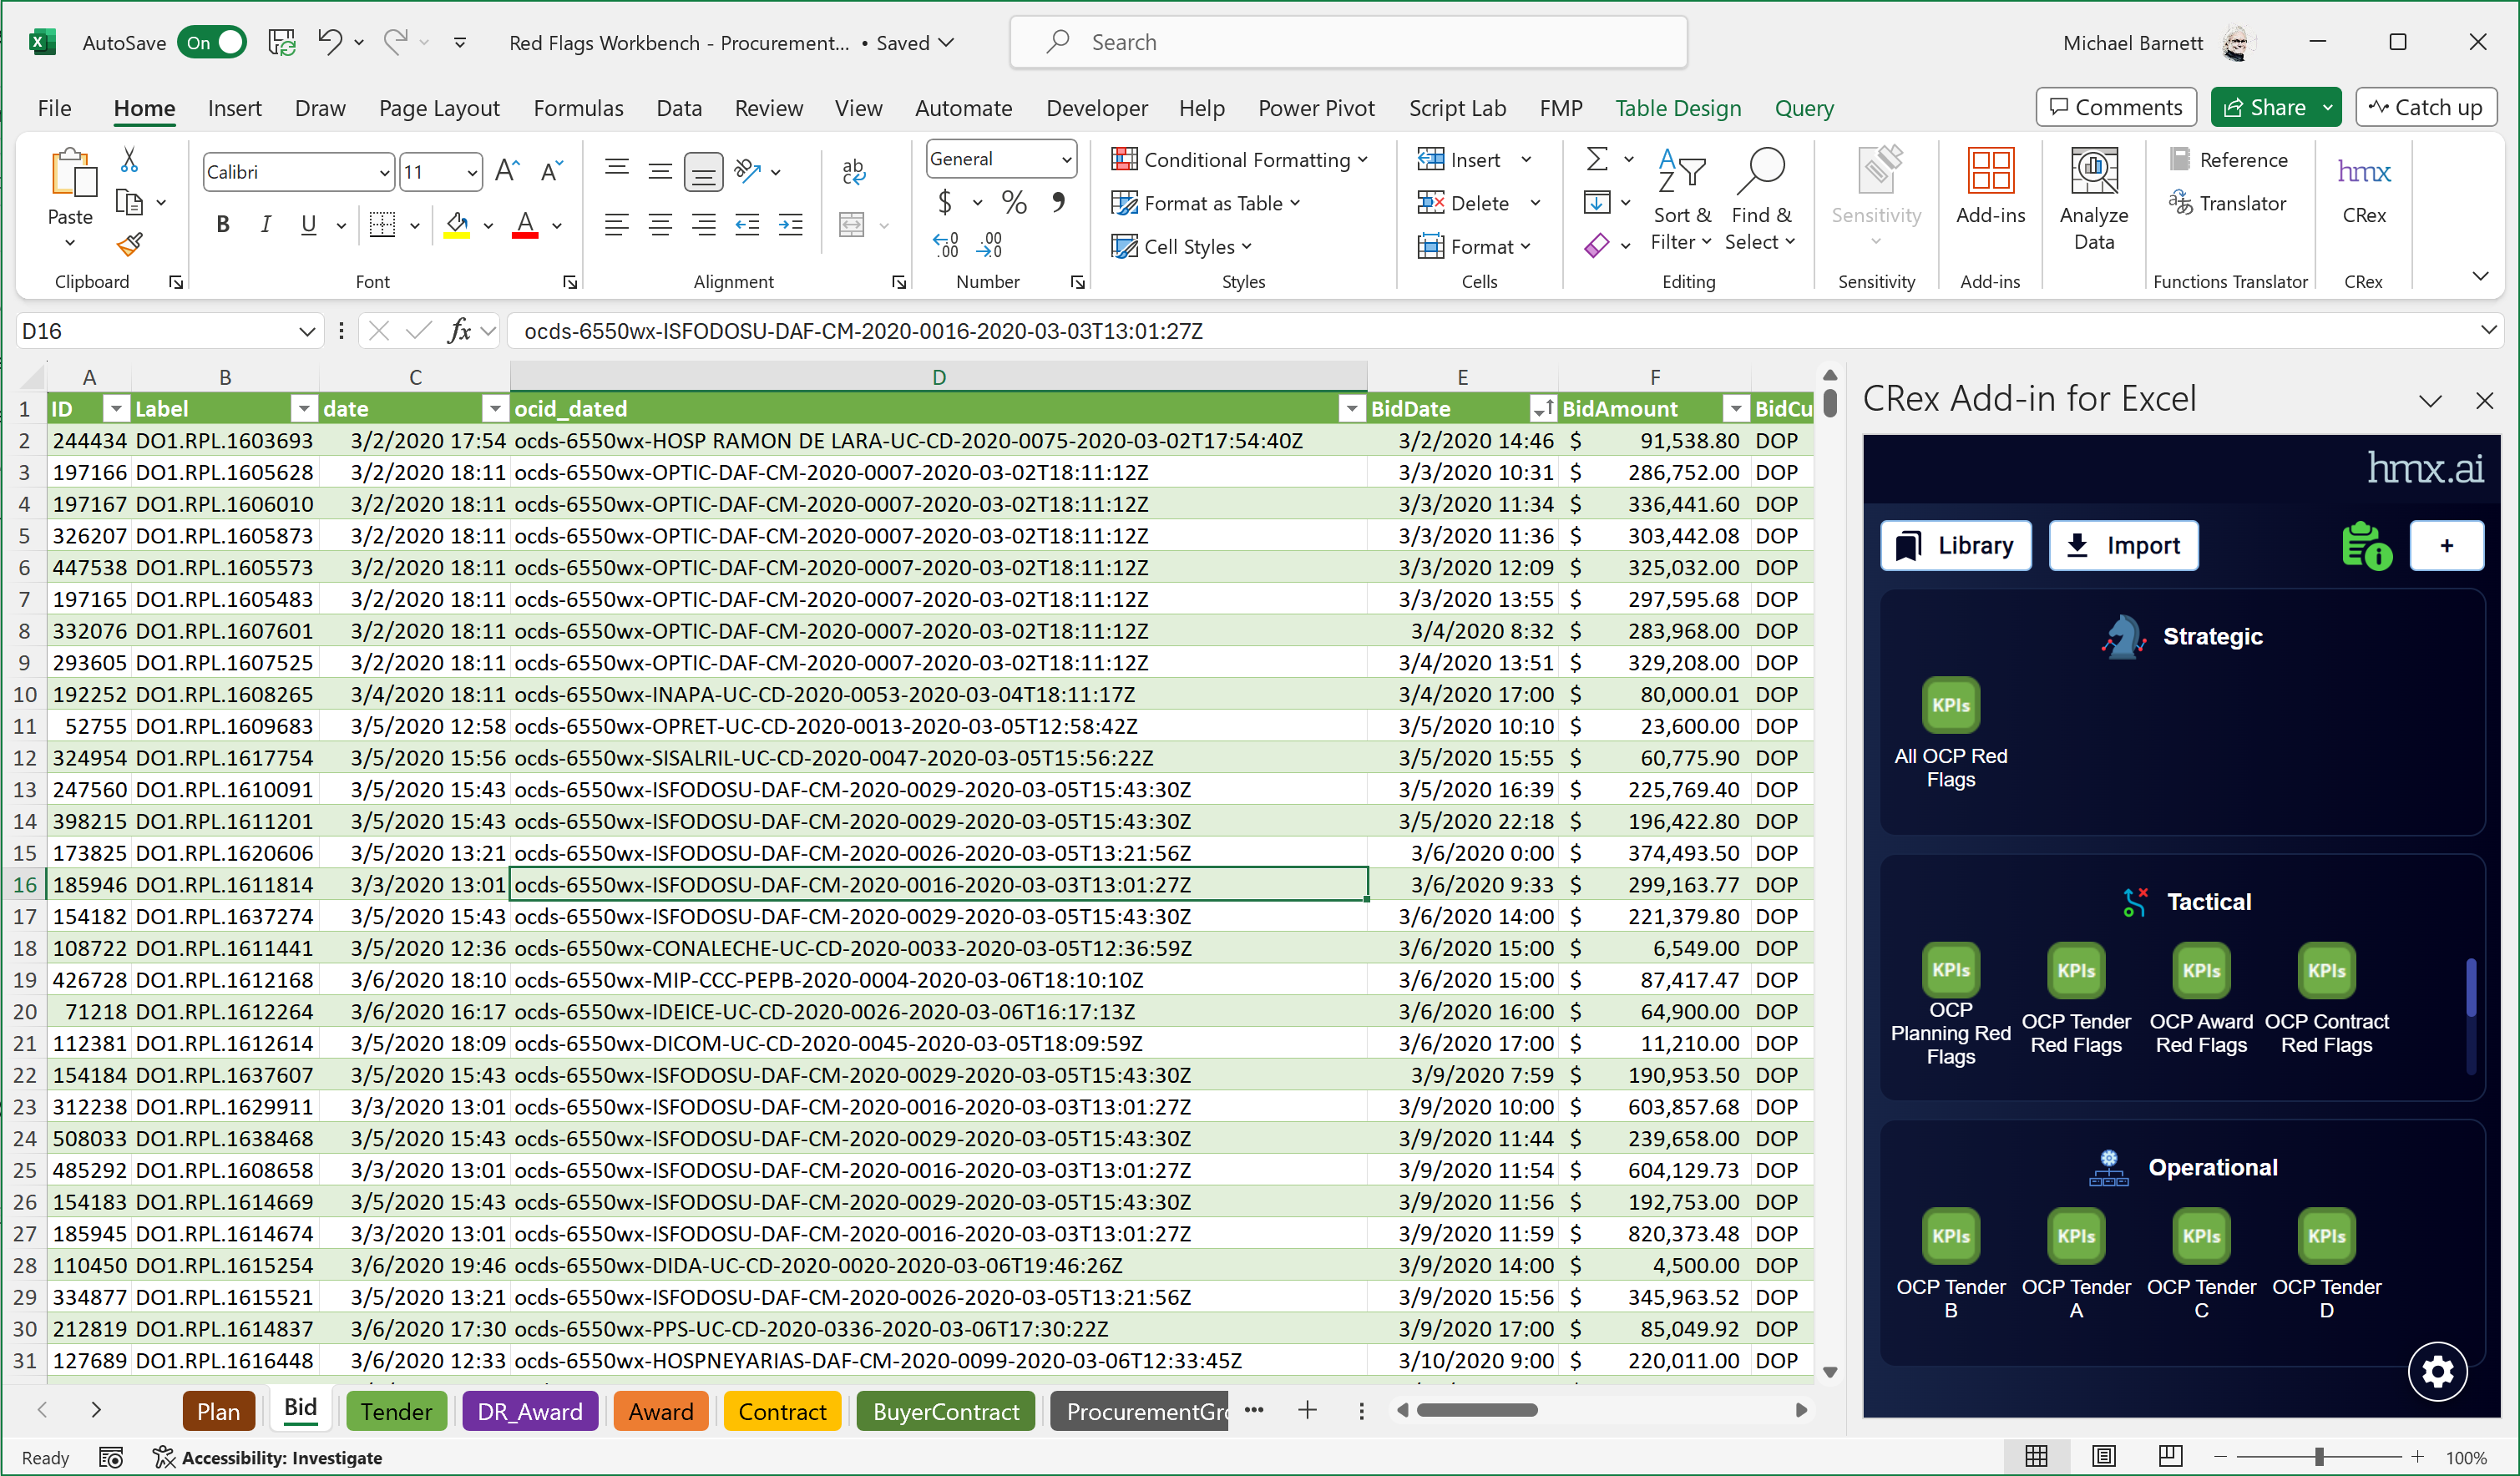 AutoSave On Red Flags Workbench - Procurement... • Saved Search Michael Barnett
File Home Insert Draw Page Layout Formulas Data Review View Automate Developer Help Power Pivot Script Lab FMP Table Design Query Comments Share Catch up
Paste
Clipboard
Calibri 11
B I U A
Font
ab
Alignment
General
$ % 9
Number
Conditional Formatting
Format as Table
Cell Styles
Styles
Insert
Delete
Format
Cells
Sort & Filter
Find & Select
Editing
Sensitivity
Sensitivity
Add-ins
Add-ins
Analyze Data
Reference
Translator
Functions Translator
hmx
CRex
CRex
D16 fx ocds-6550wx-ISFODOSU-DAF-CM-2020-0016-2020-03-03T13:01:27Z
A B C D E F
1 ID Label date ocid_dated BidDate BidAmount BidCu
2 244434 DO1.RPL.1603693 3/2/2020 17:54 ocds-6550wx-HOSP RAMON DE LARA-UC-CD-2020-0075-2020-03-02T17:54:40Z 3/2/2020 14:46 $ 91,538.80 DOP
3 197166 DO1.RPL.1605628 3/2/2020 18:11 ocds-6550wx-OPTIC-DAF-CM-2020-0007-2020-03-02T18:11:12Z 3/3/2020 10:31 $ 286,752.00 DOP
4 197167 DO1.RPL.1606010 3/2/2020 18:11 ocds-6550wx-OPTIC-DAF-CM-2020-0007-2020-03-02T18:11:12Z 3/3/2020 11:34 $ 336,441.60 DOP
5 326207 DO1.RPL.1605873 3/2/2020 18:11 ocds-6550wx-OPTIC-DAF-CM-2020-0007-2020-03-02T18:11:12Z 3/3/2020 11:36 $ 303,442.08 DOP
6 447538 DO1.RPL.1605573 3/2/2020 18:11 ocds-6550wx-OPTIC-DAF-CM-2020-0007-2020-03-02T18:11:12Z 3/3/2020 12:09 $ 325,032.00 DOP
7 197165 DO1.RPL.1605483 3/2/2020 18:11 ocds-6550wx-OPTIC-DAF-CM-2020-0007-2020-03-02T18:11:12Z 3/3/2020 13:55 $ 297,595.68 DOP
8 332076 DO1.RPL.1607601 3/2/2020 18:11 ocds-6550wx-OPTIC-DAF-CM-2020-0007-2020-03-02T18:11:12Z 3/4/2020 8:32 $ 283,968.00 DOP
9 293605 DO1.RPL.1607525 3/2/2020 18:11 ocds-6550wx-OPTIC-DAF-CM-2020-0007-2020-03-02T18:11:12Z 3/4/2020 13:51 $ 329,208.00 DOP
10 192252 DO1.RPL.1608265 3/4/2020 18:11 ocds-6550wx-INAPA-UC-CD-2020-0053-2020-03-04T18:11:17Z 3/4/2020 17:00 $ 80,000.01 DOP
11 52755 DO1.RPL.1609683 3/5/2020 12:58 ocds-6550wx-OPRET-UC-CD-2020-0013-2020-03-05T12:58:42Z 3/5/2020 10:10 $ 23,600.00 DOP
12 324954 DO1.RPL.1617754 3/5/2020 15:56 ocds-6550wx-SISALRIL-UC-CD-2020-0047-2020-03-05T15:56:22Z 3/5/2020 15:55 $ 60,775.90 DOP
13 247560 DO1.RPL.1610091 3/5/2020 15:43 ocds-6550wx-ISFODOSU-DAF-CM-2020-0029-2020-03-05T15:43:30Z 3/5/2020 16:39 $ 225,769.40 DOP
14 398215 DO1.RPL.1611201 3/5/2020 15:43 ocds-6550wx-ISFODOSU-DAF-CM-2020-0029-2020-03-05T15:43:30Z 3/5/2020 22:18 $ 196,422.80 DOP
15 173825 DO1.RPL.1620606 3/5/2020 13:21 ocds-6550wx-ISFODOSU-DAF-CM-2020-0026-2020-03-05T13:21:56Z 3/6/2020 0:00 $ 374,493.50 DOP
16 185946 DO1.RPL.1611814 3/3/2020 13:01 ocds-6550wx-ISFODOSU-DAF-CM-2020-0016-2020-03-03T13:01:27Z 3/6/2020 9:33 $ 299,163.77 DOP
17 154182 DO1.RPL.1637274 3/5/2020 15:43 ocds-6550wx-ISFODOSU-DAF-CM-2020-0029-2020-03-05T15:43:30Z 3/6/2020 14:00 $ 221,379.80 DOP
18 108722 DO1.RPL.1611441 3/5/2020 12:36 ocds-6550wx-CONALECHE-UC-CD-2020-0033-2020-03-05T12:36:59Z 3/6/2020 15:00 $ 6,549.00 DOP
19 426728 DO1.RPL.1612168 3/6/2020 18:10 ocds-6550wx-MIP-CCC-PEPB-2020-0004-2020-03-06T18:10:10Z 3/6/2020 15:00 $ 87,417.47 DOP
20 71218 DO1.RPL.1612264 3/6/2020 16:17 ocds-6550wx-IDEICE-UC-CD-2020-0026-2020-03-06T16:17:13Z 3/6/2020 16:00 $ 64,900.00 DOP
21 112381 DO1.RPL.1612614 3/5/2020 18:09 ocds-6550wx-DICOM-UC-CD-2020-0045-2020-03-05T18:09:59Z 3/6/2020 17:00 $ 11,210.00 DOP
22 154184 DO1.RPL.1637607 3/5/2020 15:43 ocds-6550wx-ISFODOSU-DAF-CM-2020-0029-2020-03-05T15:43:30Z 3/9/2020 7:59 $ 190,953.50 DOP
23 312238 DO1.RPL.1629911 3/3/2020 13:01 ocds-6550wx-ISFODOSU-DAF-CM-2020-0016-2020-03-03T13:01:27Z 3/9/2020 10:00 $ 603,857.68 DOP
24 508033 DO1.RPL.1638468 3/5/2020 15:43 ocds-6550wx-ISFODOSU-DAF-CM-2020-0029-2020-03-05T15:43:30Z 3/9/2020 11:44 $ 239,658.00 DOP
25 485292 DO1.RPL.1608658 3/3/2020 13:01 ocds-6550wx-ISFODOSU-DAF-CM-2020-0016-2020-03-03T13:01:27Z 3/9/2020 11:54 $ 604,129.73 DOP
26 154183 DO1.RPL.1614669 3/5/2020 15:43 ocds-6550wx-ISFODOSU-DAF-CM-2020-0029-2020-03-05T15:43:30Z 3/9/2020 11:56 $ 192,753.00 DOP
27 185945 DO1.RPL.1614674 3/3/2020 13:01 ocds-6550wx-ISFODOSU-DAF-CM-2020-0016-2020-03-03T13:01:27Z 3/9/2020 11:59 $ 820,373.48 DOP
28 110450 DO1.RPL.1615254 3/6/2020 19:46 ocds-6550wx-DIDA-UC-CD-2020-0020-2020-03-06T19:46:26Z 3/9/2020 14:00 $ 4,500.00 DOP
29 334877 DO1.RPL.1615521 3/5/2020 13:21 ocds-6550wx-ISFODOSU-DAF-CM-2020-0026-2020-03-05T13:21:56Z 3/9/2020 15:56 $ 345,963.52 DOP
30 212819 DO1.RPL.1614837 3/6/2020 17:30 ocds-6550wx-PPS-UC-CD-2020-0336-2020-03-06T17:30:22Z 3/9/2020 17:00 $ 85,049.92 DOP
31 127689 DO1.RPL.1616448 3/6/2020 12:33 ocds-6550wx-HOSPNEYARIAS-DAF-CM-2020-0099-2020-03-06T12:33:45Z 3/10/2020 9:00 $ 220,011.00 DOP
Plan Bid Tender DR_Award Award Contract BuyerContract ProcurementGr
CRex Add-in for Excel
hmx.ai
Library Import +
Strategic
KPIs
All OCP Red
Flags
Tactical
KPIs KPIs KPIs KPIs
OCP Planning Red Flags
OCP Tender Red Flags
OCP Award Red Flags
OCP Contract Red Flags
Operational
KPIs KPIs KPIs KPIs
OCP Tender B
OCP Tender A
OCP Tender C
OCP Tender D
Ready Accessibility: Investigate 100%